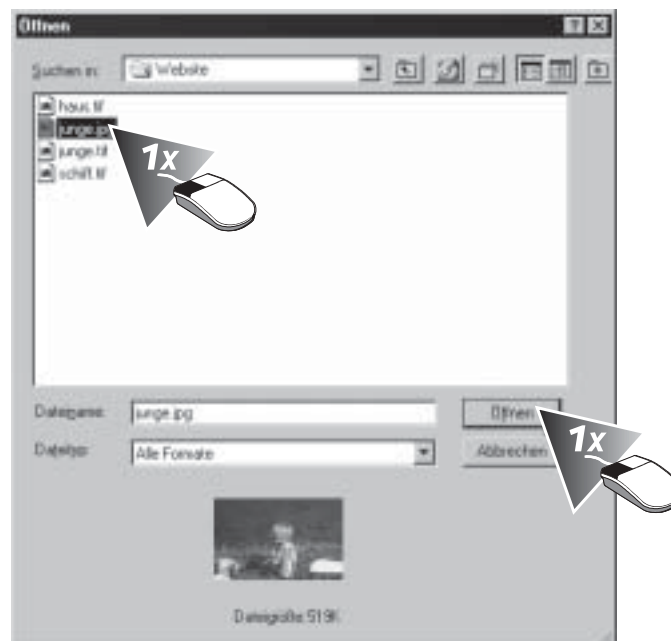 Öffnen
Suchen in: Website
haus.tif
junge.jpg
junge.tif
schiff.tif
1x
Dateiname: junge.jpg
Öffnen
1x
Dateityp: Alle Formate
Abbrechen
Dateigröße: 519K